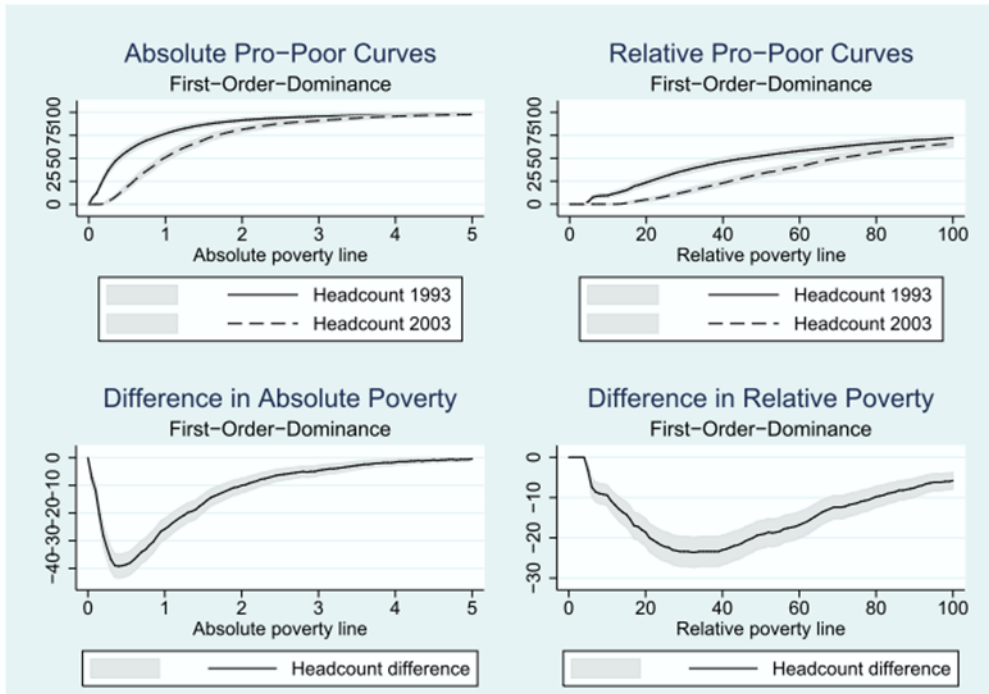 Absolute Pro−Poor Curves
First−Order−Dominance
0 25 50 75 100
0 1 2 3 4 5
Absolute poverty line
Headcount 1993
Headcount 2003
Relative Pro−Poor Curves
First−Order−Dominance
0 25 50 75 100
0 20 40 60 80 100
Relative poverty line
Headcount 1993
Headcount 2003
Difference in Absolute Poverty
First−Order−Dominance
−40 −30 −20 −10 0
0 1 2 3 4 5
Absolute poverty line
Headcount difference
Difference in Relative Poverty
First−Order−Dominance
0
−10
−20
−30
0 20 40 60 80 100
Relative poverty line
Headcount difference